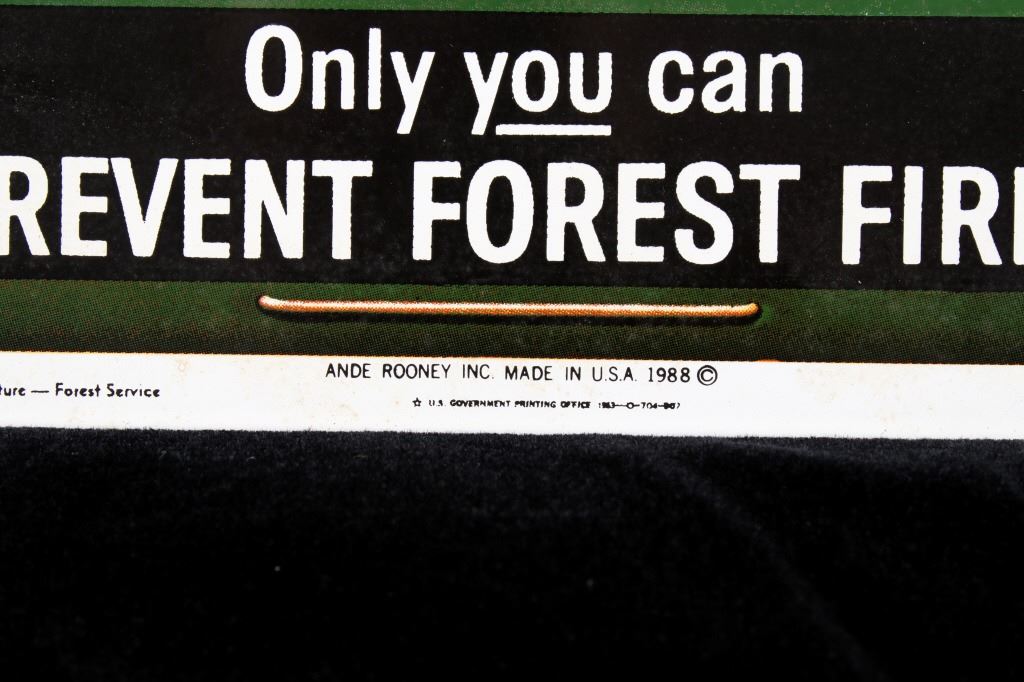 Only you can
REVENT FOREST FIR
ANDE ROONEY INC. MADE IN U.S.A. 1988 ©
ture — Forest Service
☆ U.S. GOVERNMENT PRINTING OFFICE